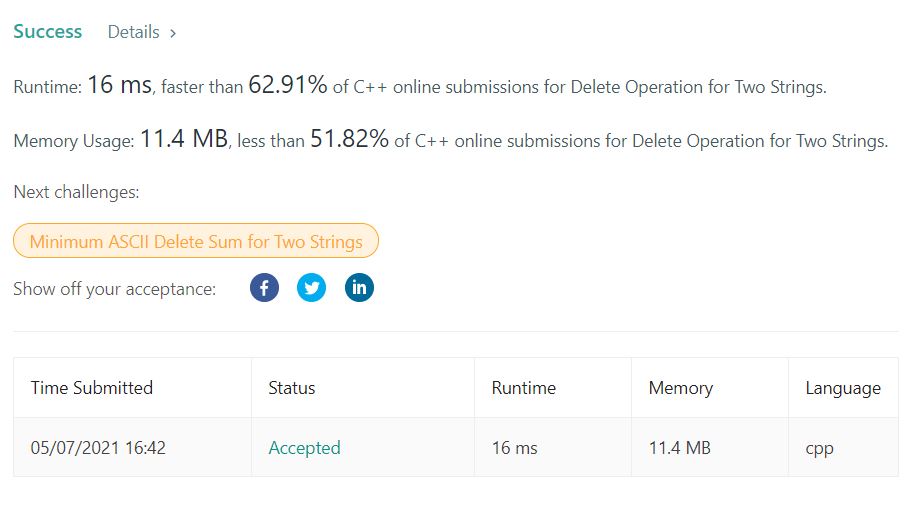 Success Details ›
Runtime: 16 ms, faster than 62.91% of C++ online submissions for Delete Operation for Two Strings.
Memory Usage: 11.4 MB, less than 51.82% of C++ online submissions for Delete Operation for Two Strings.
Next challenges:
Minimum ASCII Delete Sum for Two Strings
Show off your acceptance: f in
Time Submitted Status Runtime Memory Language
05/07/2021 16:42 Accepted 16 ms 11.4 MB cpp